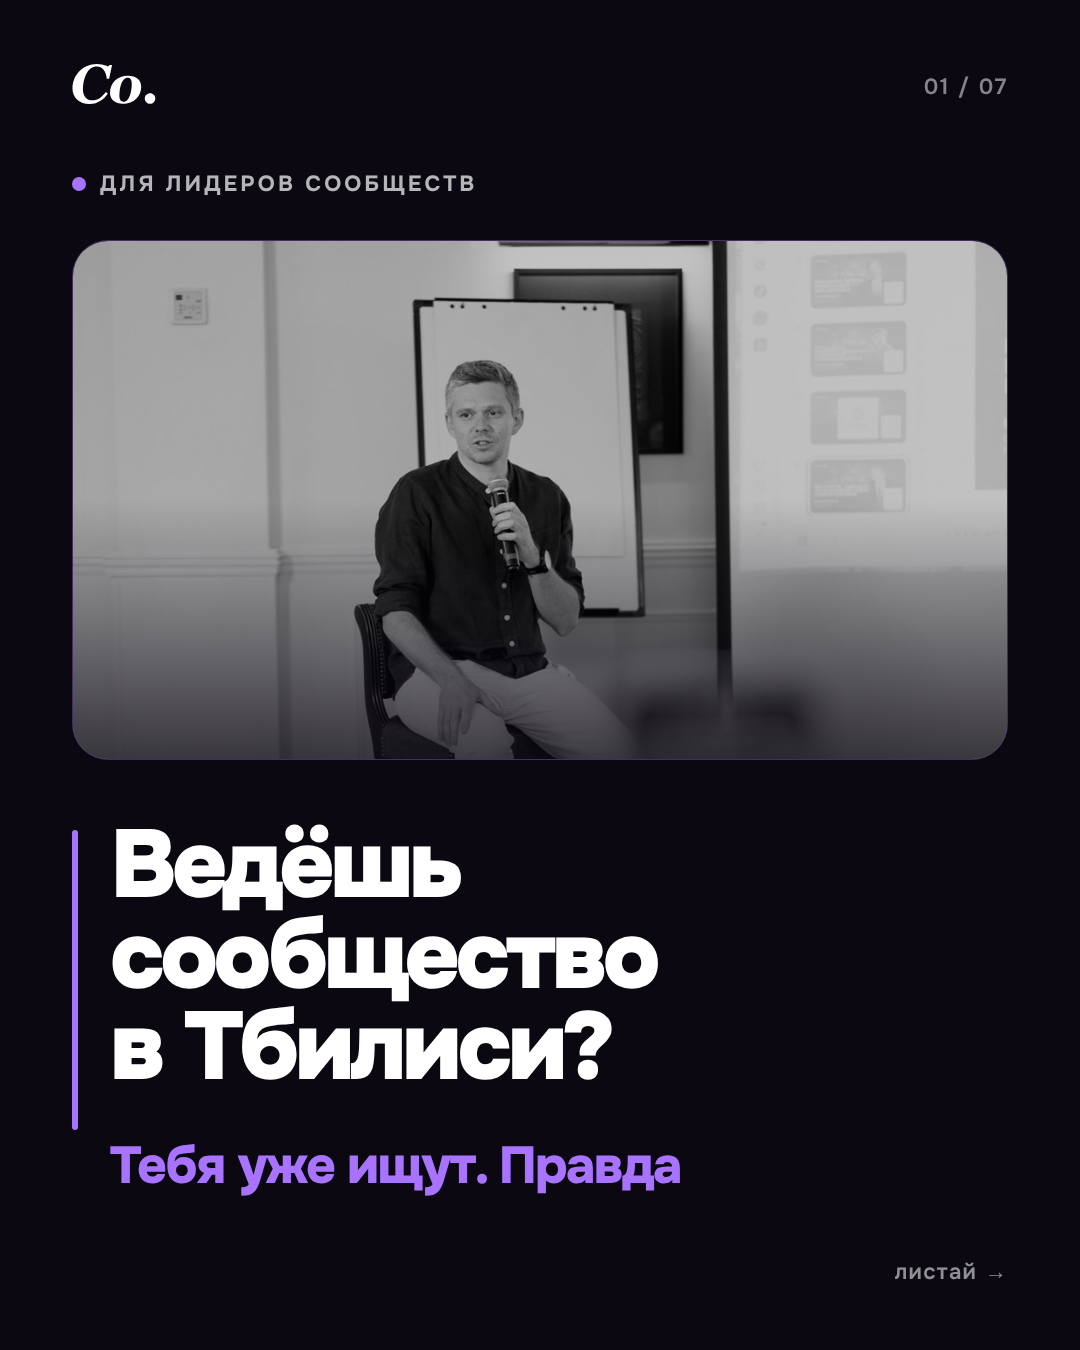 Co.
01 / 07
ДЛЯ ЛИДЕРОВ СООБЩЕСТВ
Ведёшь
сообщество
в Тбилиси?
Тебя уже ищут. Правда
листай →